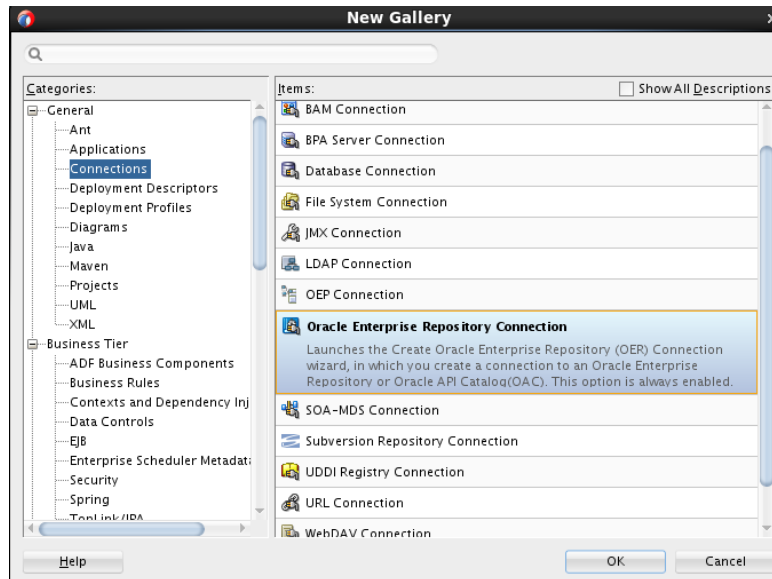 New Gallery
Categories:
General
Ant
Applications
Connections
Deployment Descriptors
Deployment Profiles
Diagrams
Java
Maven
Projects
UML
XML
Business Tier
ADF Business Components
Business Rules
Contexts and Dependency Inj
Data Controls
EJB
Enterprise Scheduler Metadata
Security
Spring
TopLink/JPA
Items:
Show All Descriptions
BAM Connection
BPA Server Connection
Database Connection
File System Connection
JMX Connection
LDAP Connection
OEP Connection
Oracle Enterprise Repository Connection
Launches the Create Oracle Enterprise Repository (OER) Connection
wizard, in which you create a connection to an Oracle Enterprise
Repository or Oracle API Catalog(OAC). This option is always enabled.
SOA-MDS Connection
Subversion Repository Connection
UDDI Registry Connection
URL Connection
WebDAV Connection
Help
OK
Cancel